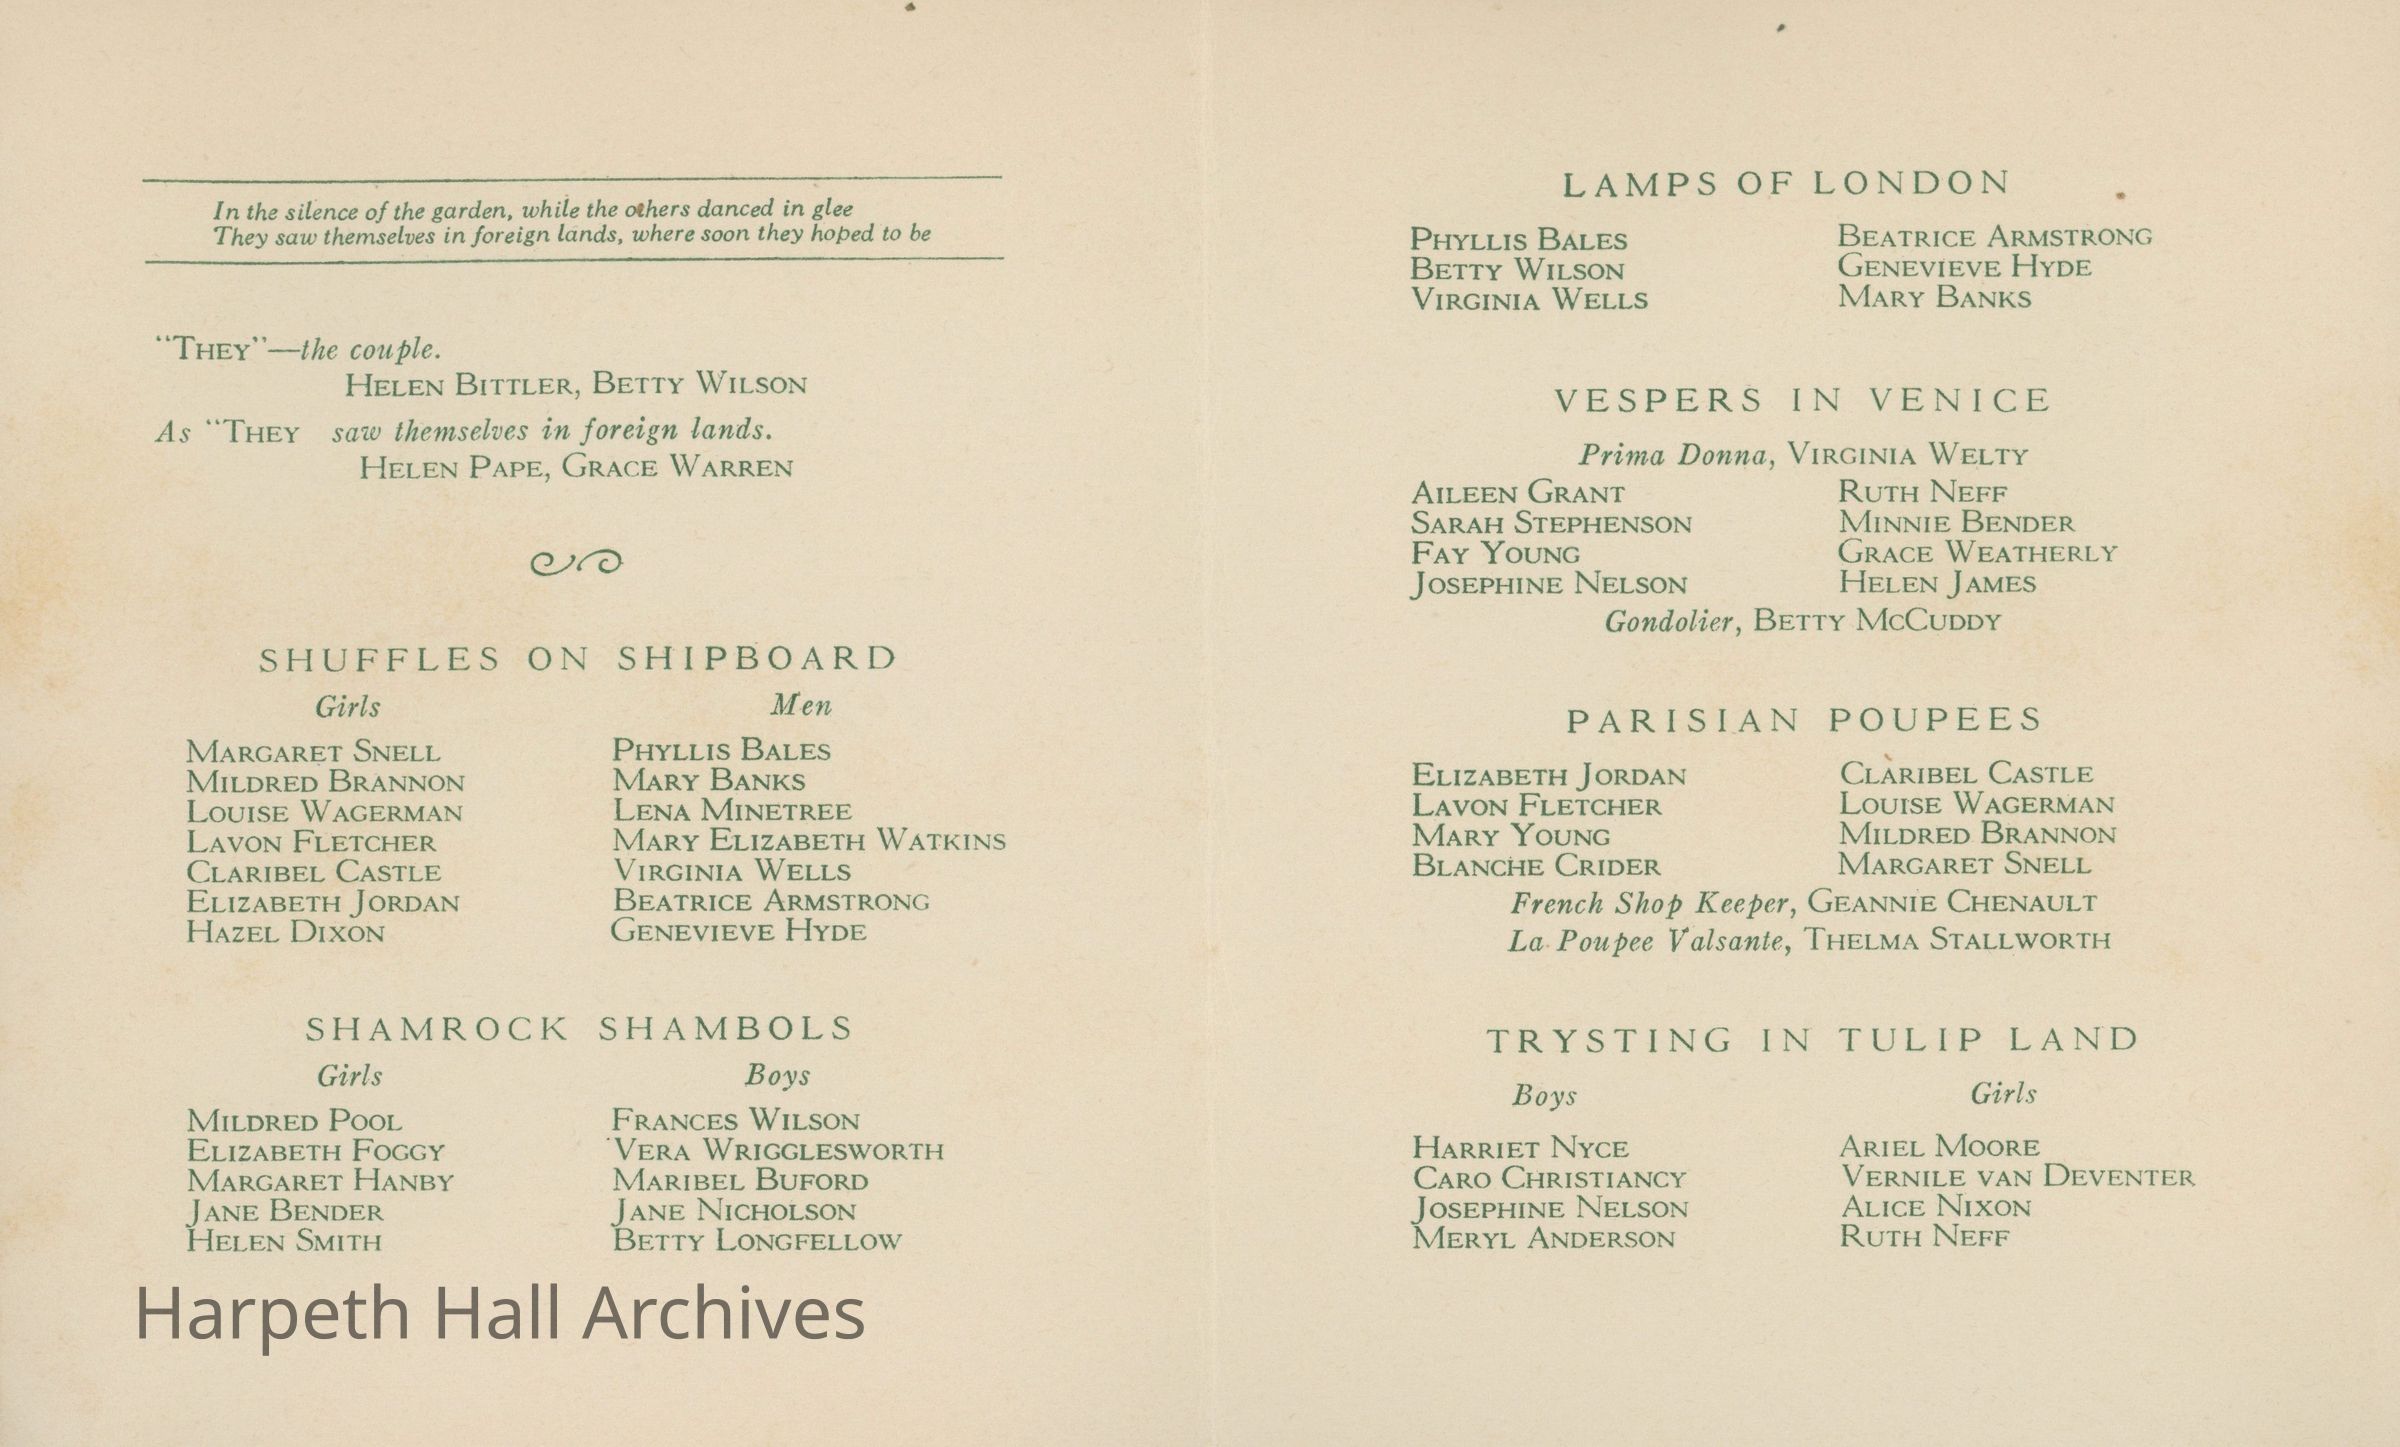 In the silence of the garden, while the others danced in glee
They saw themselves in foreign lands, where soon they hoped to be
"THEY"—the couple.
HELEN BITTLER, BETTY WILSON
As "THEY saw themselves in foreign lands.
HELEN PAPE, GRACE WARREN
SHUFFLES ON SHIPBOARD
Girls Men
MARGARET SNELL PHYLLIS BALES
MILDRED BRANNON MARY BANKS
LOUISE WAGERMAN LENA MINETREE
LAVON FLETCHER MARY ELIZABETH WATKINS
CLARIBEL CASTLE VIRGINIA WELLS
ELIZABETH JORDAN BEATRICE ARMSTRONG
HAZEL DIXON GENEVIEVE HYDE
SHAMROCK SHAMBOLS
Girls Boys
MILDRED POOL FRANCES WILSON
ELIZABETH FOGGY VERA WRIGGLESWORTH
MARGARET HANBY MARIBEL BUFORD
JANE BENDER JANE NICHOLSON
HELEN SMITH BETTY LONGFELLOW
Harpeth Hall Archives
LAMPS OF LONDON
PHYLLIS BALES BEATRICE ARMSTRONG
BETTY WILSON GENEVIEVE HYDE
VIRGINIA WELLS MARY BANKS
VESPERS IN VENICE
Prima Donna, VIRGINIA WELTY
AILEEN GRANT RUTH NEFF
SARAH STEPHENSON MINNIE BENDER
FAY YOUNG GRACE WEATHERLY
JOSEPHINE NELSON HELEN JAMES
Gondolier, BETTY MCCUDDY
PARISIAN POUPEES
ELIZABETH JORDAN CLARIBEL CASTLE
LAVON FLETCHER LOUISE WAGERMAN
MARY YOUNG MILDRED BRANNON
BLANCHE CRIDER MARGARET SNELL
French Shop Keeper, GEANNIE CHENAULT
La Poupee Valsante, THELMA STALLWORTH
TRYSTING IN TULIP LAND
Boys Girls
HARRIET NYCE ARIEL MOORE
CARO CHRISTIANCY VERNILE VAN DEVENTER
JOSEPHINE NELSON ALICE NIXON
MERYL ANDERSON RUTH NEFF